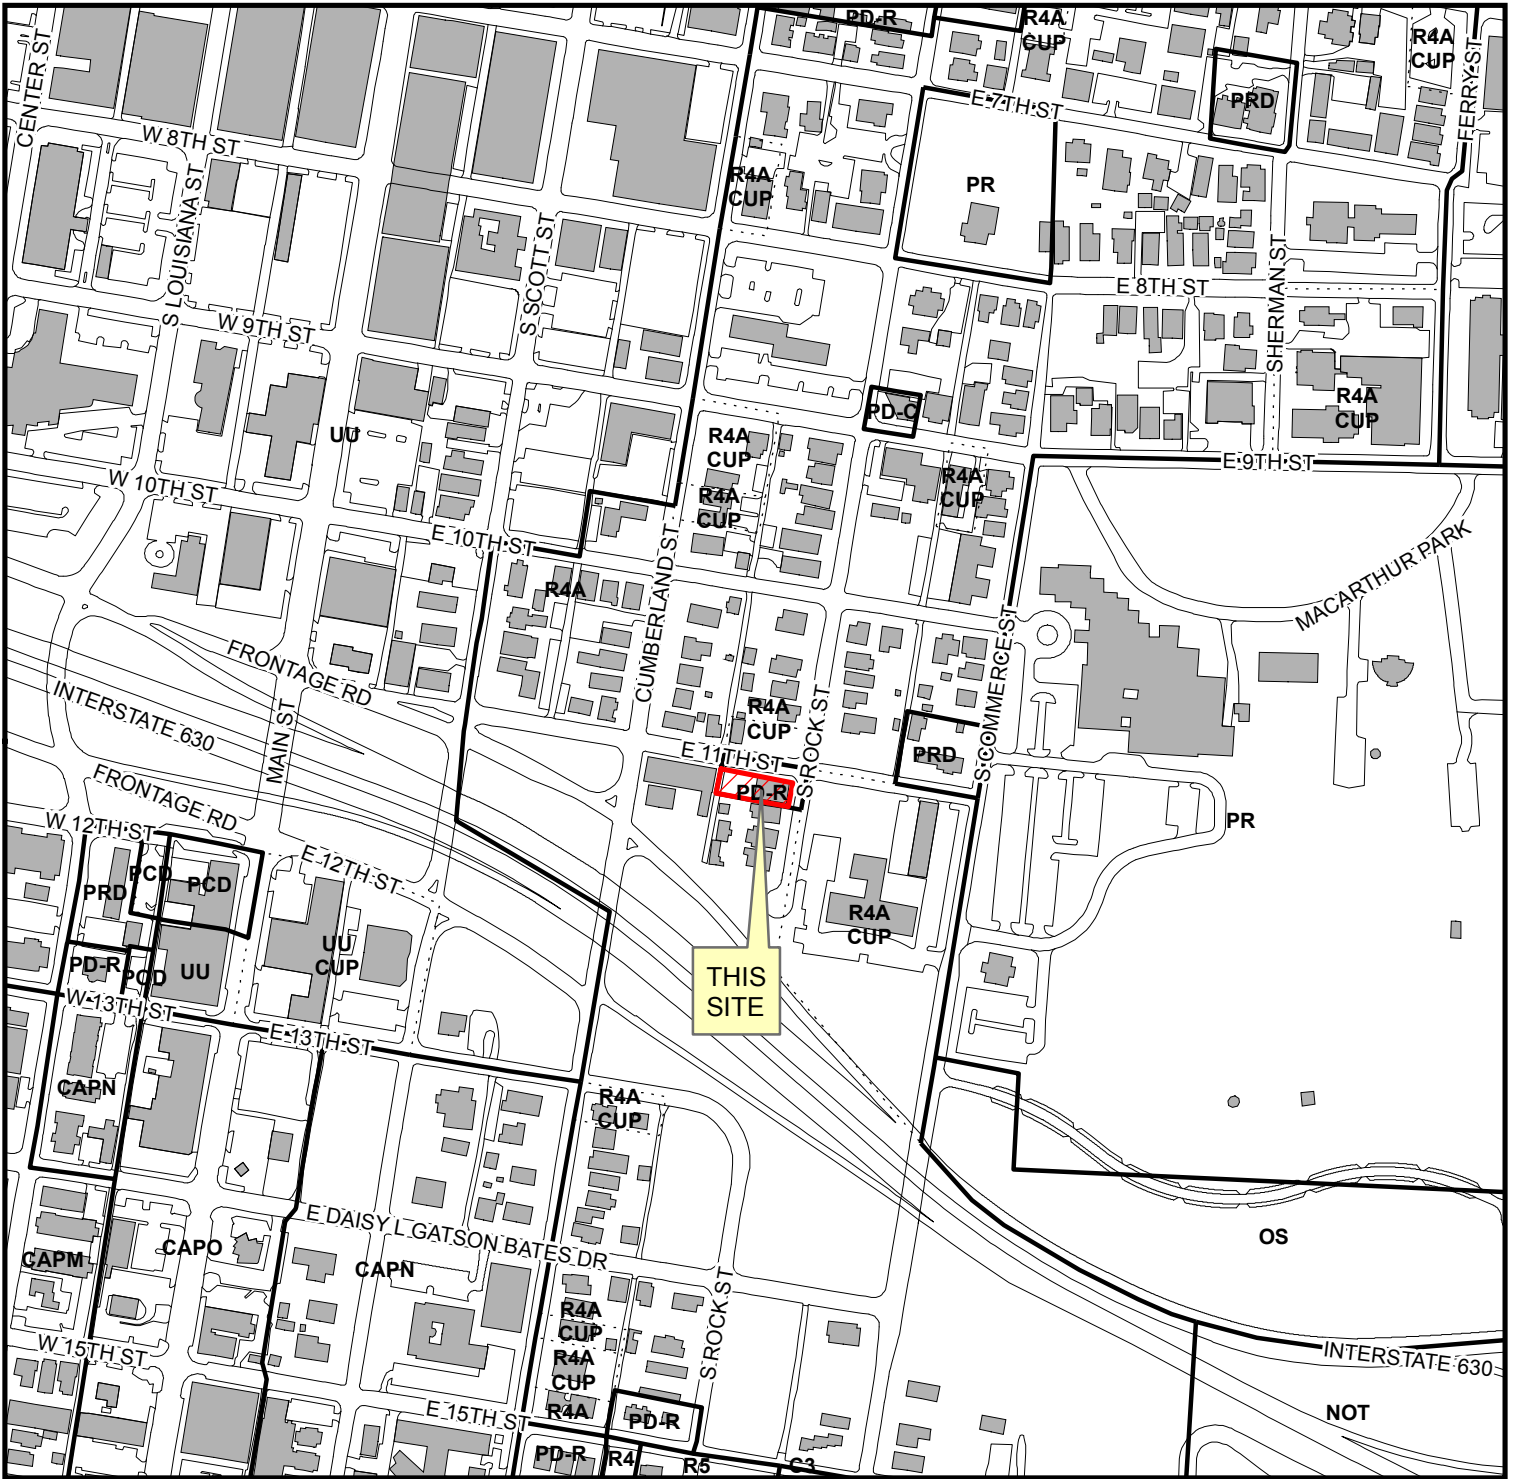 PD-R
R4A
CUP
R4A
CUP
CENTER ST
FERRY ST
W 8TH ST
E 7TH ST
PRD
R4A
CUP
PR
S LOUISIANA ST
S SCOTT ST
SHERMAN ST
E 8TH ST
W 9TH ST
PD-C
R4A
CUP
UU
R4A
CUP
E 9TH ST
R4A
CUP
R4A
CUP
W 10TH ST
E 10TH ST
CUMBERLAND ST
R4A
MACARTHUR PARK
FRONTAGE RD
S COMMERCE ST
INTERSTATE 630
MAIN ST
R4A
CUP
S ROCK ST
E 11TH ST
PRD
PD-R
FRONTAGE RD
PR
W 12TH ST
E 12TH ST
PCD
PCD
PRD
R4A
CUP
UU
CUP
PD-R
PCD
UU
THIS
SITE
W 13TH ST
E 13TH ST
CAPN
R4A
CUP
E DAISY L GATSON BATES DR
OS
CAPM
CAPO
CAPN
S ROCK ST
R4A
CUP
W 15TH ST
R4A
CUP
INTERSTATE 630
R4A
E 15TH ST
PD-R
NOT
PD-R
R4
R5
C3